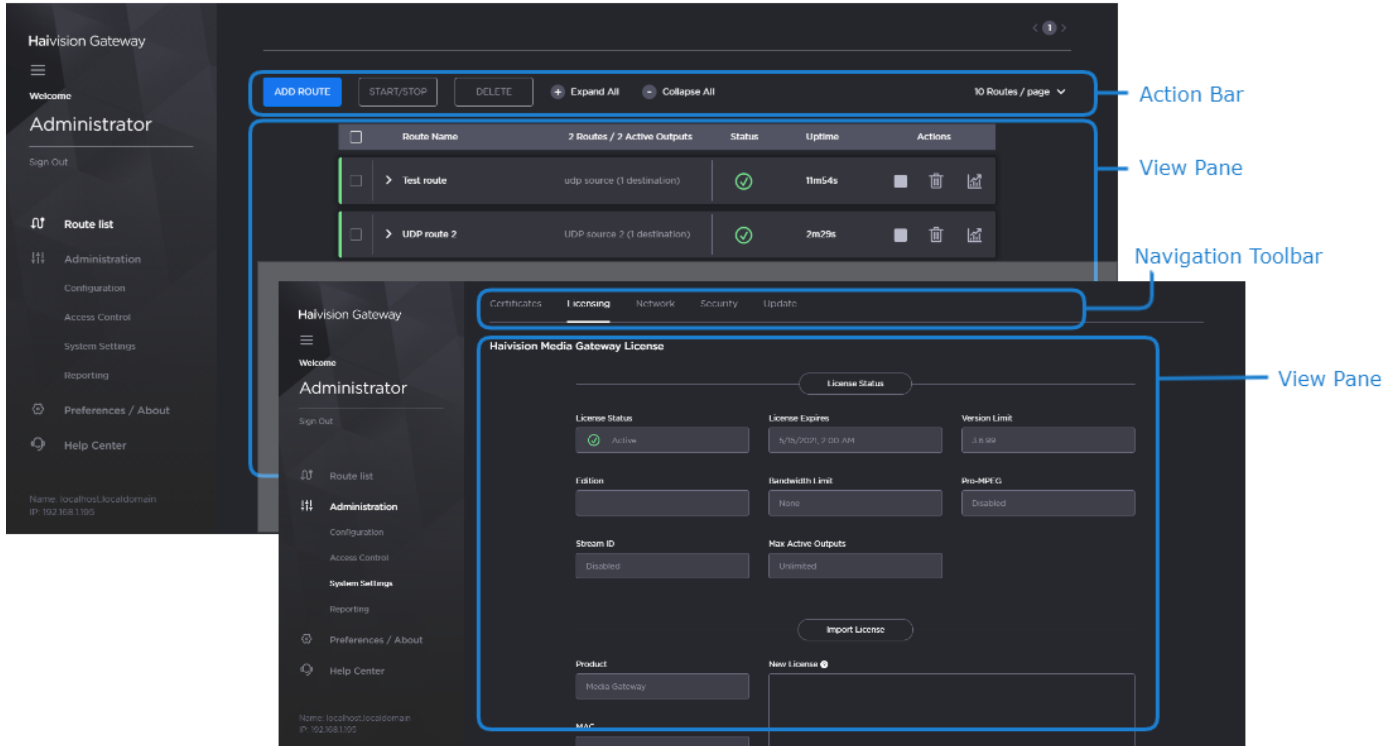 Haivision Gateway
Welcome
Administrator
Sign Out
Route list
Administration
Configuration
Access Control
System Settings
Reporting
Preferences / About
Help Center
Name: localhost.localdomain
IP: 192.168.1.195
< 1 >
ADD ROUTE START/STOP DELETE + Expand All - Collapse All 10 Routes / page
Route Name 2 Routes / 2 Active Outputs Status Uptime Actions
Test route udp source (1 destination) 11m54s
UDP route 2 UDP source 2 (1 destination) 2m29s
Action Bar
View Pane
Navigation Toolbar
View Pane
Haivision Gateway
Welcome
Administrator
Sign Out
Route list
Administration
Configuration
Access Control
System Settings
Reporting
Preferences / About
Help Center
Name: localhost.localdomain
IP: 192.168.1.195
Certificates Licensing Network Security Update
Haivision Media Gateway License
License Status
License Status License Expires Version Limit
Active 5/15/2021, 2:00 AM 3.6.99
Edition Bandwidth Limit Pro-MPEG
None Disabled
Stream ID Max Active Outputs
Disabled Unlimited
Import License
Product New License
Media Gateway
MAC